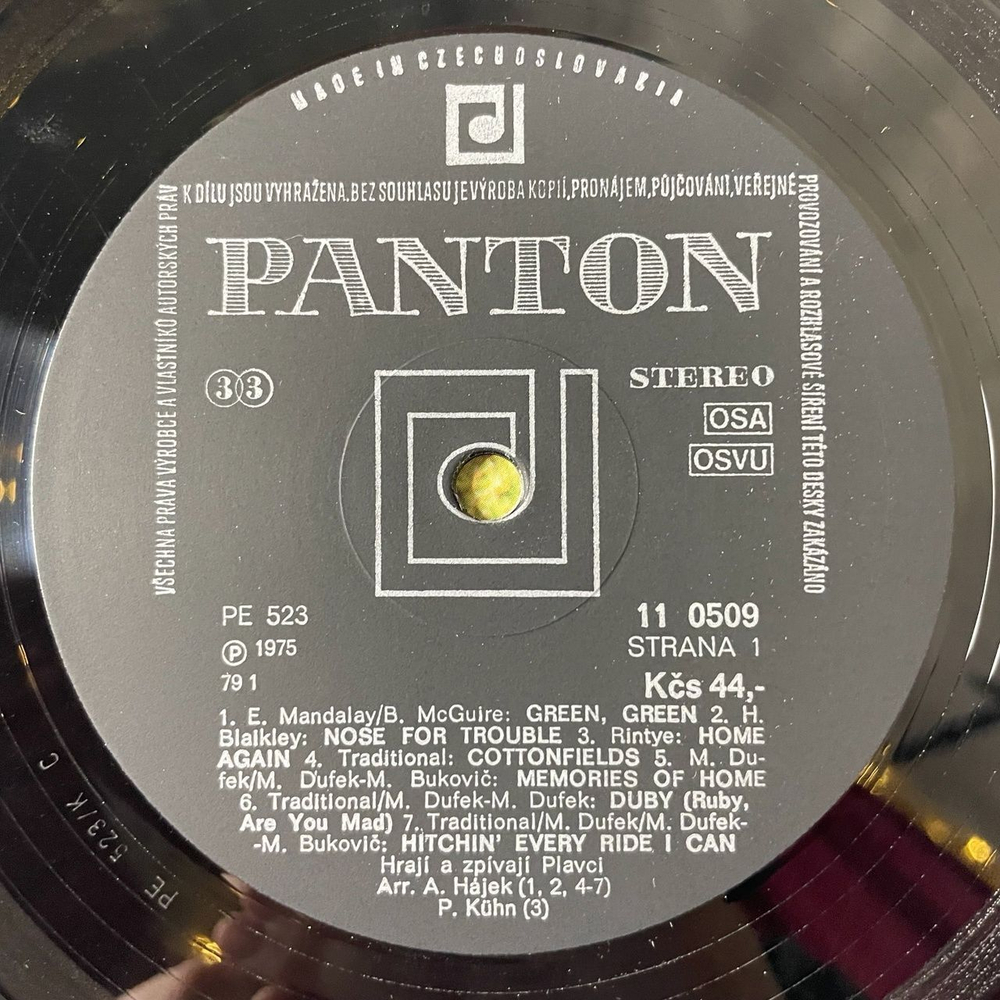 MADE IN CZECHOSLOVAKIA
VŠECHNA PRÁVA VÝROBCE A VLASTNÍKŮ AUTORSKÝCH PRÁV
K DÍLU JSOU VYHRAŽENA. BEZ SOUHLASU JE VÝROBA KOPIÍ, PRONÁJEM, PŮJČOVÁNÍ, VEŘEJNÉ
PROVOZOVÁNÍ A ROZHLASOVÉ ŠÍŘENÍ TÉTO DESKY ZAKÁZÁNO
PANTON
33
STEREO
OSA
OSVU
PE 523
11 0509
Ⓟ 1975
STRANA 1
79 1
Kčs 44,-
1. E. Mandalay/B. McGuire: GREEN, GREEN 2. H.
Blaikley: NOSE FOR TROUBLE 3. Rintye: HOME
AGAIN 4. Traditional: COTTONFIELDS 5. M. Du-
fek/M. Dufek-M. Bukovič: MEMORIES OF HOME
6. Traditional/M. Dufek-M. Dufek: DUBY (Ruby,
Are You Mad) 7. Traditional/M. Dufek/M. Dufek-
-M. Bukovič: HITCHIN' EVERY RIDE I CAN
Hrají a zpívají Plavci
Arr. A. Hájek (1, 2, 4-7)
P. Kühn (3)
PE 523/K C